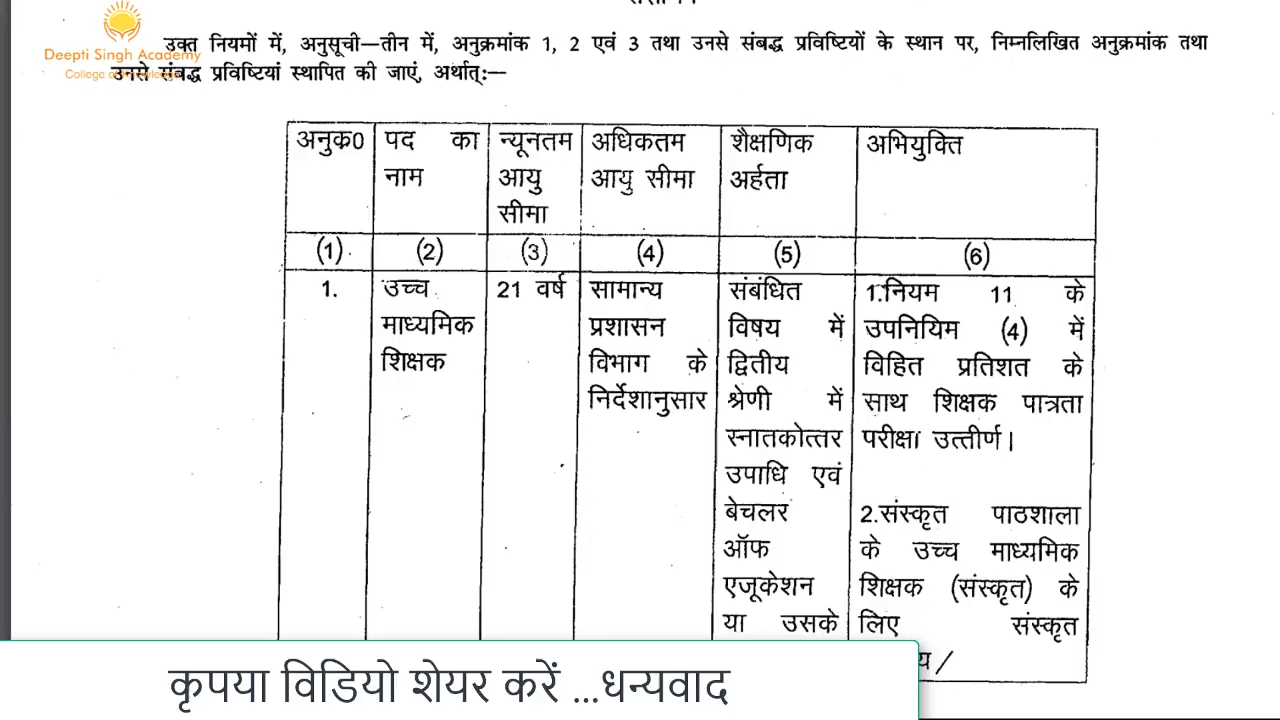 Deepti Singh Academy
उक्त नियमों में, अनुसूची—तीन में, अनुक्रमांक 1, 2 एवं 3 तथा उनसे संबद्ध प्रविष्टियों के स्थान पर, निम्नलिखित अनुक्रमांक तथा
उनसे संबद्ध प्रविष्टियां स्थापित की जाएं, अर्थात्ः—
अनुक0 पद का नाम न्यूनतम आयु सीमा अधिकतम आयु सीमा शैक्षणिक अर्हता अभियुक्ति
(1) (2) (3) (4) (5) (6)
1.
उच्च
माध्यमिक
शिक्षक
21 वर्ष
सामान्य
प्रशासन
विभाग के
निर्देशानुसार
संबंधित
विषय में
द्वितीय
श्रेणी में
स्नातकोत्तर
उपाधि एवं
बेचलर
ऑफ
एजूकेशन
या उसके
1.नियम 11 के
उपनियिम (4) में
विहित प्रतिशत के
साथ शिक्षक पात्रता
परीक्षा उत्तीर्ण।
2.संस्कृत पाठशाला
के उच्च माध्यमिक
शिक्षक (संस्कृत) के
लिए संस्कृत
कृपया विडियो शेयर करें ...धन्यवाद